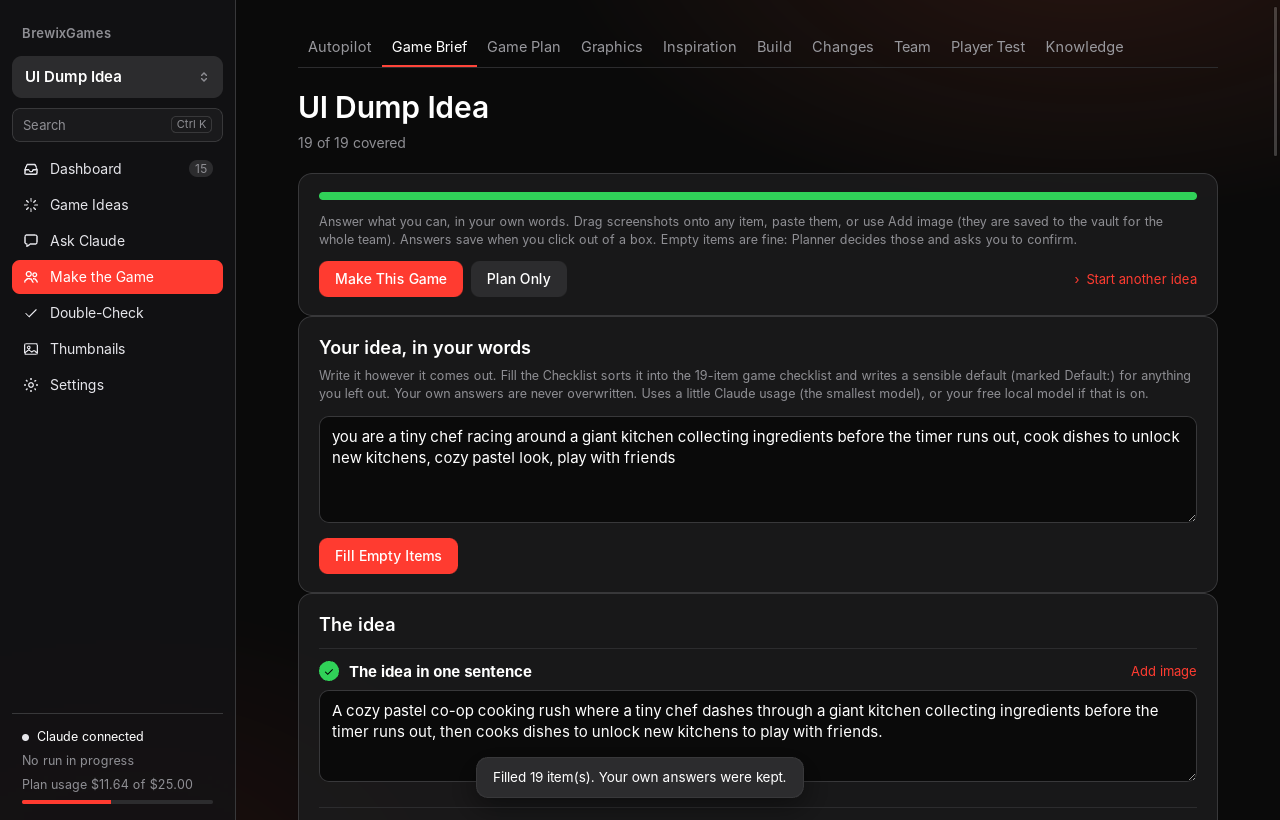 BrewixGames
UI Dump Idea
Search
Ctrl K
Dashboard
15
Game Ideas
Ask Claude
Make the Game
Double-Check
Thumbnails
Settings
Claude connected
No run in progress
Plan usage $11.64 of $25.00
Autopilot
Game Brief
Game Plan
Graphics
Inspiration
Build
Changes
Team
Player Test
Knowledge
UI Dump Idea
19 of 19 covered
Answer what you can, in your own words. Drag screenshots onto any item, paste them, or use Add image (they are saved to the vault for the
whole team). Answers save when you click out of a box. Empty items are fine: Planner decides those and asks you to confirm.
Make This Game
Plan Only
› Start another idea
Your idea, in your words
Write it however it comes out. Fill the Checklist sorts it into the 19-item game checklist and writes a sensible default (marked Default:) for anything
you left out. Your own answers are never overwritten. Uses a little Claude usage (the smallest model), or your free local model if that is on.
you are a tiny chef racing around a giant kitchen collecting ingredients before the timer runs out, cook dishes to unlock
new kitchens, cozy pastel look, play with friends
Fill Empty Items
The idea
The idea in one sentence
Add image
A cozy pastel co-op cooking rush where a tiny chef dashes through a giant kitchen collecting ingredients before the
timer runs out, then cooks dishes to unlock new kitchens to play with friends.
Filled 19 item(s). Your own answers were kept.